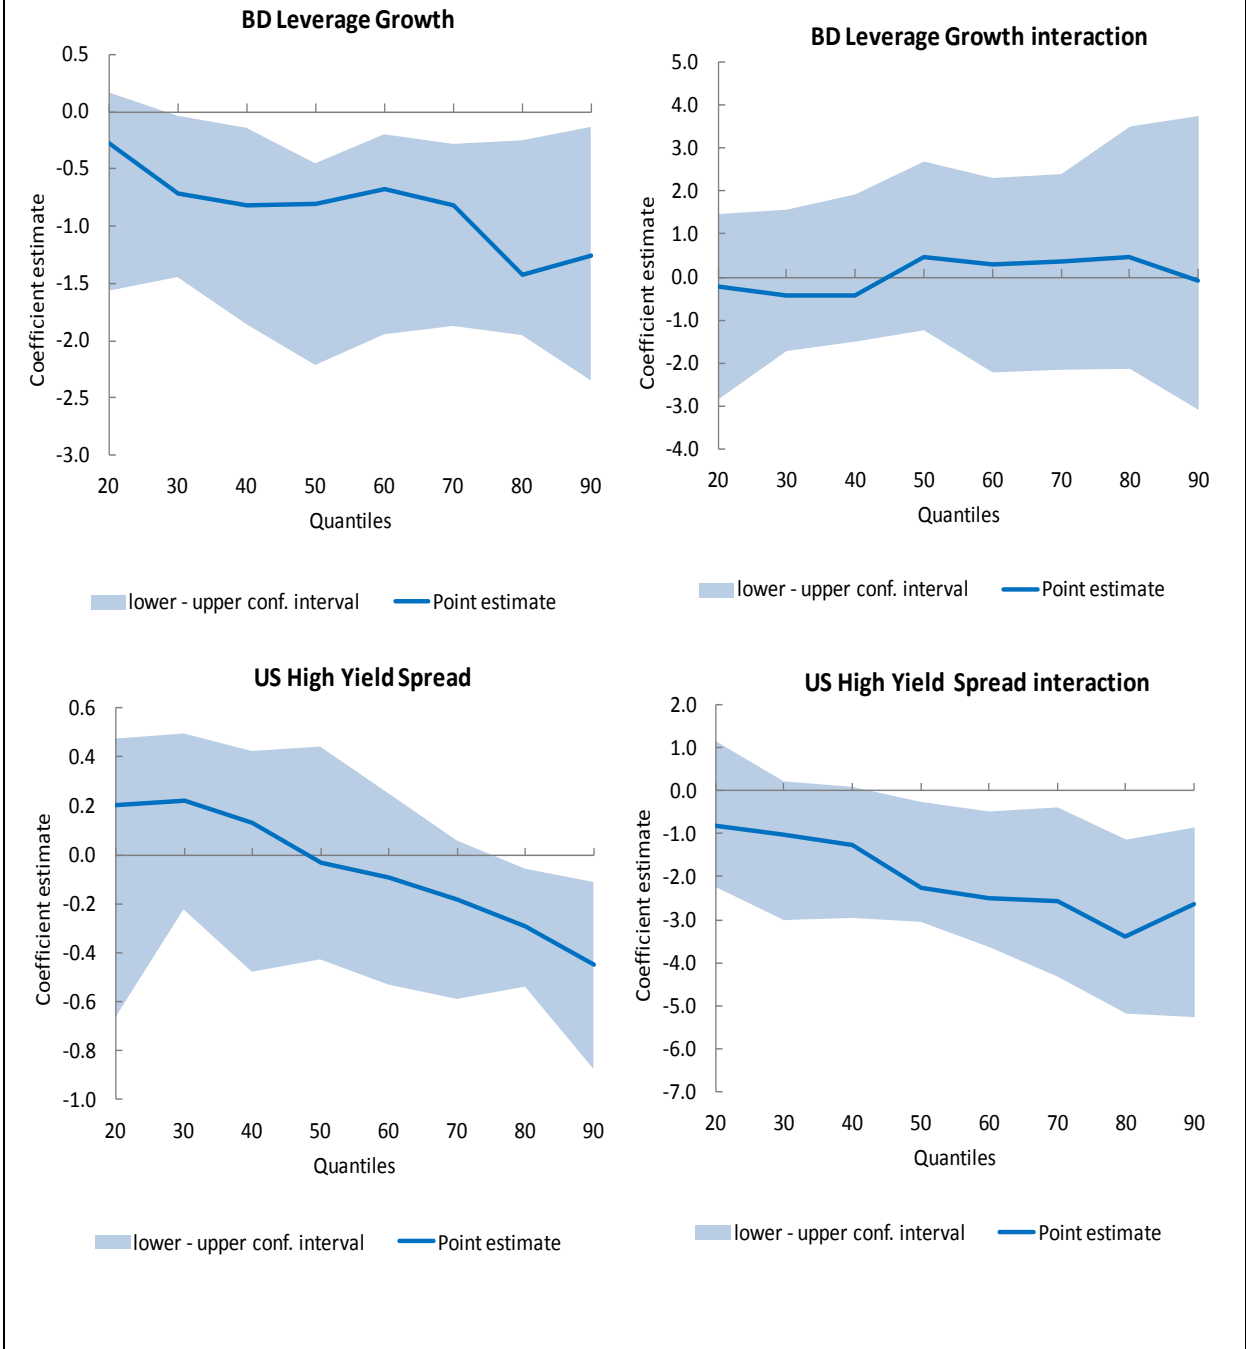 BD Leverage Growth
0.5
0.0
-0.5
-1.0
-1.5
-2.0
-2.5
-3.0
Coefficient estimate
20 30 40 50 60 70 80 90
Quantiles
lower - upper conf. interval Point estimate
BD Leverage Growth interaction
5.0
4.0
3.0
2.0
1.0
0.0
-1.0
-2.0
-3.0
-4.0
Coefficient estimate
20 30 40 50 60 70 80 90
Quantiles
lower - upper conf. interval Point estimate
US High Yield Spread
0.6
0.4
0.2
0.0
-0.2
-0.4
-0.6
-0.8
-1.0
Coefficient estimate
20 30 40 50 60 70 80 90
Quantiles
lower - upper conf. interval Point estimate
US High Yield Spread interaction
2.0
1.0
0.0
-1.0
-2.0
-3.0
-4.0
-5.0
-6.0
-7.0
Coefficient estimate
20 30 40 50 60 70 80 90
Quantiles
lower - upper conf. interval Point estimate